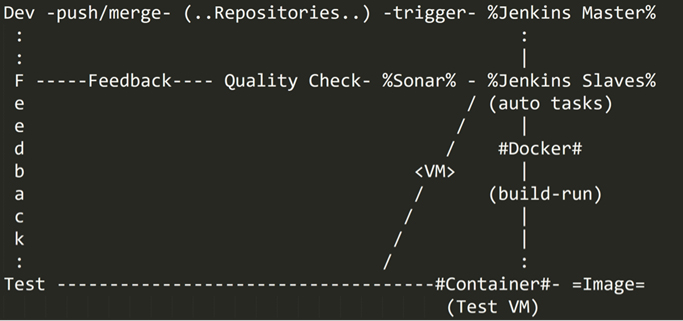 Dev -push/merge- (..Repositories..) -trigger- %Jenkins Master%
 :                                                            :
 :                                                            |
 F -----Feedback---- Quality Check- %Sonar% - %Jenkins Slaves%
 e                                                     / (auto tasks)
 e                                                    /       |
 d                                                   /     #Docker#
 b                                               <VM>         |
 a                                               /       (build-run)
 c                                              /             |
 k                                             /              |
 :                                            /               :
Test ------------------------------------#Container#- =Image=
                                                  (Test VM)